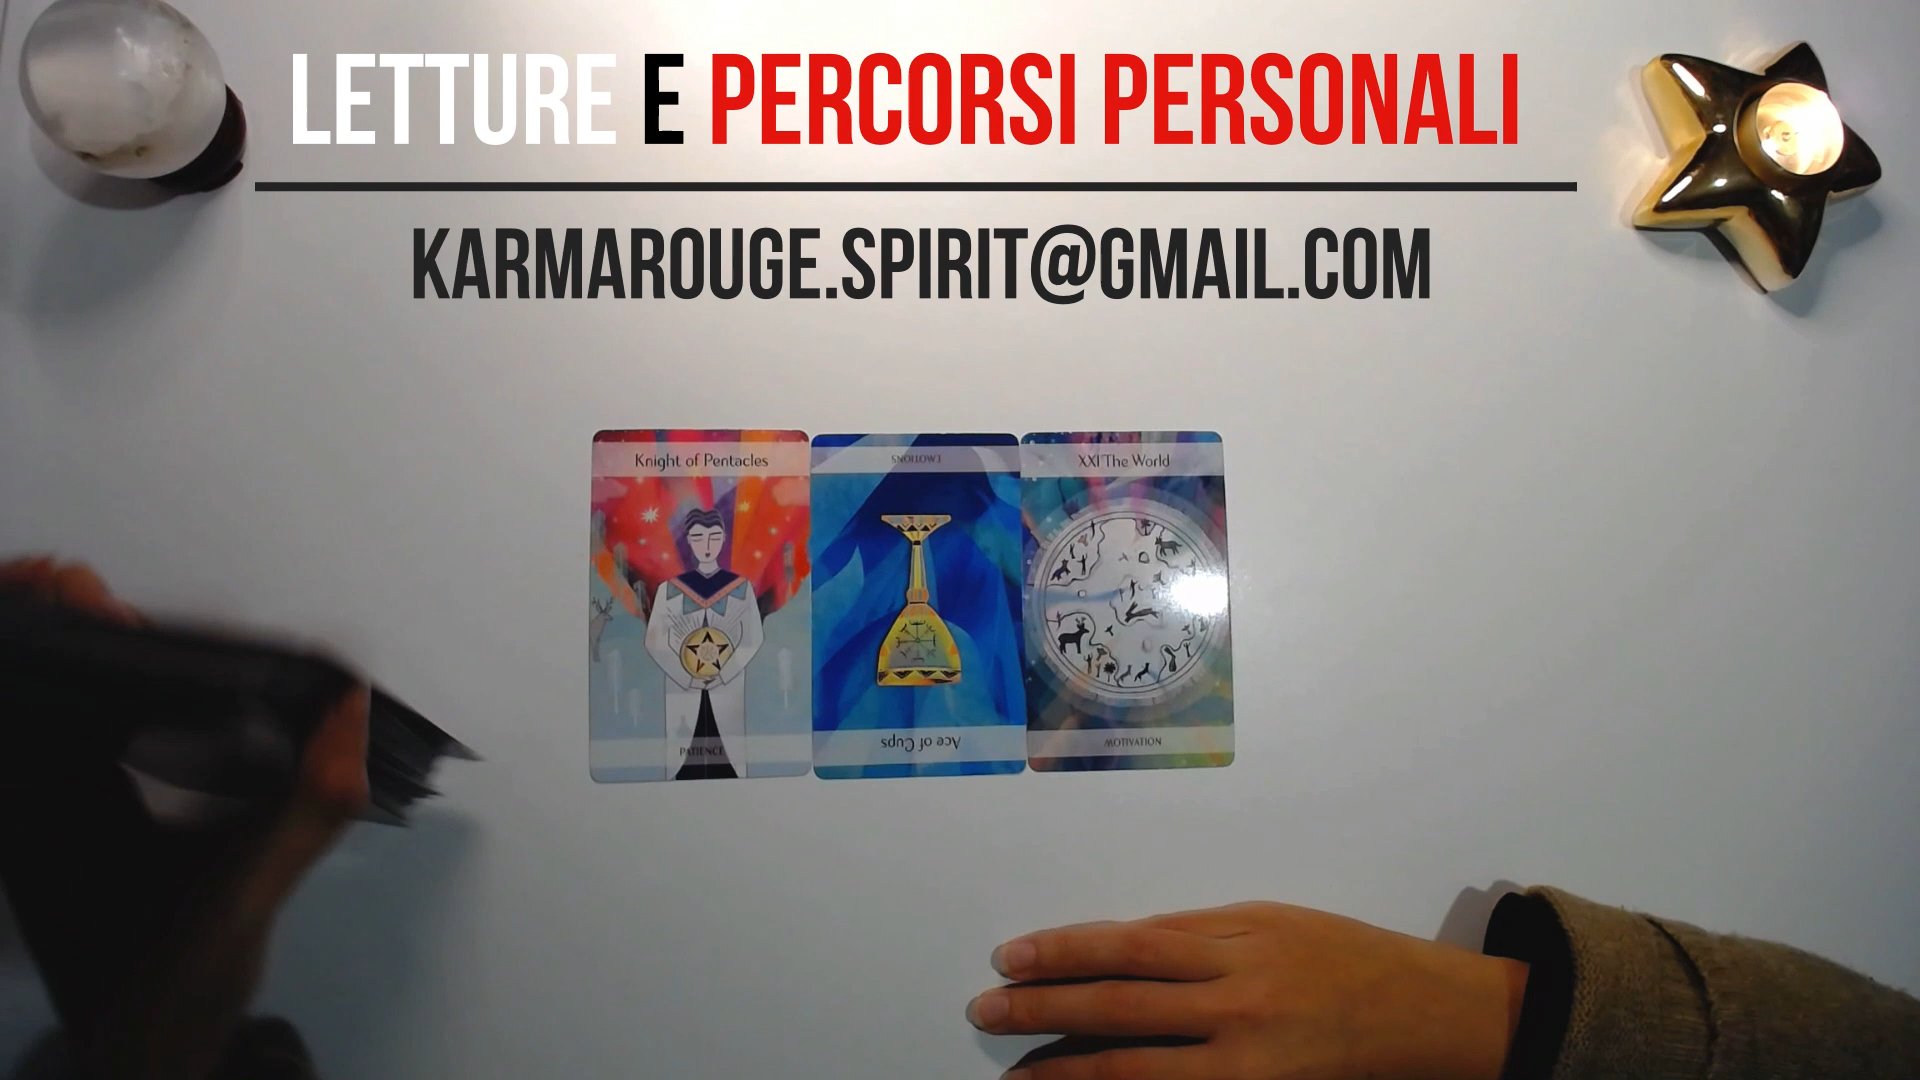 LETTURE E PERCORSI PERSONALI
KARMAROUGE.SPIRIT@GMAIL.COM
Knight of Pentacles
EMOTIONS
XXI The World
PATIENCE
Ace of Cups
MOTIVATION